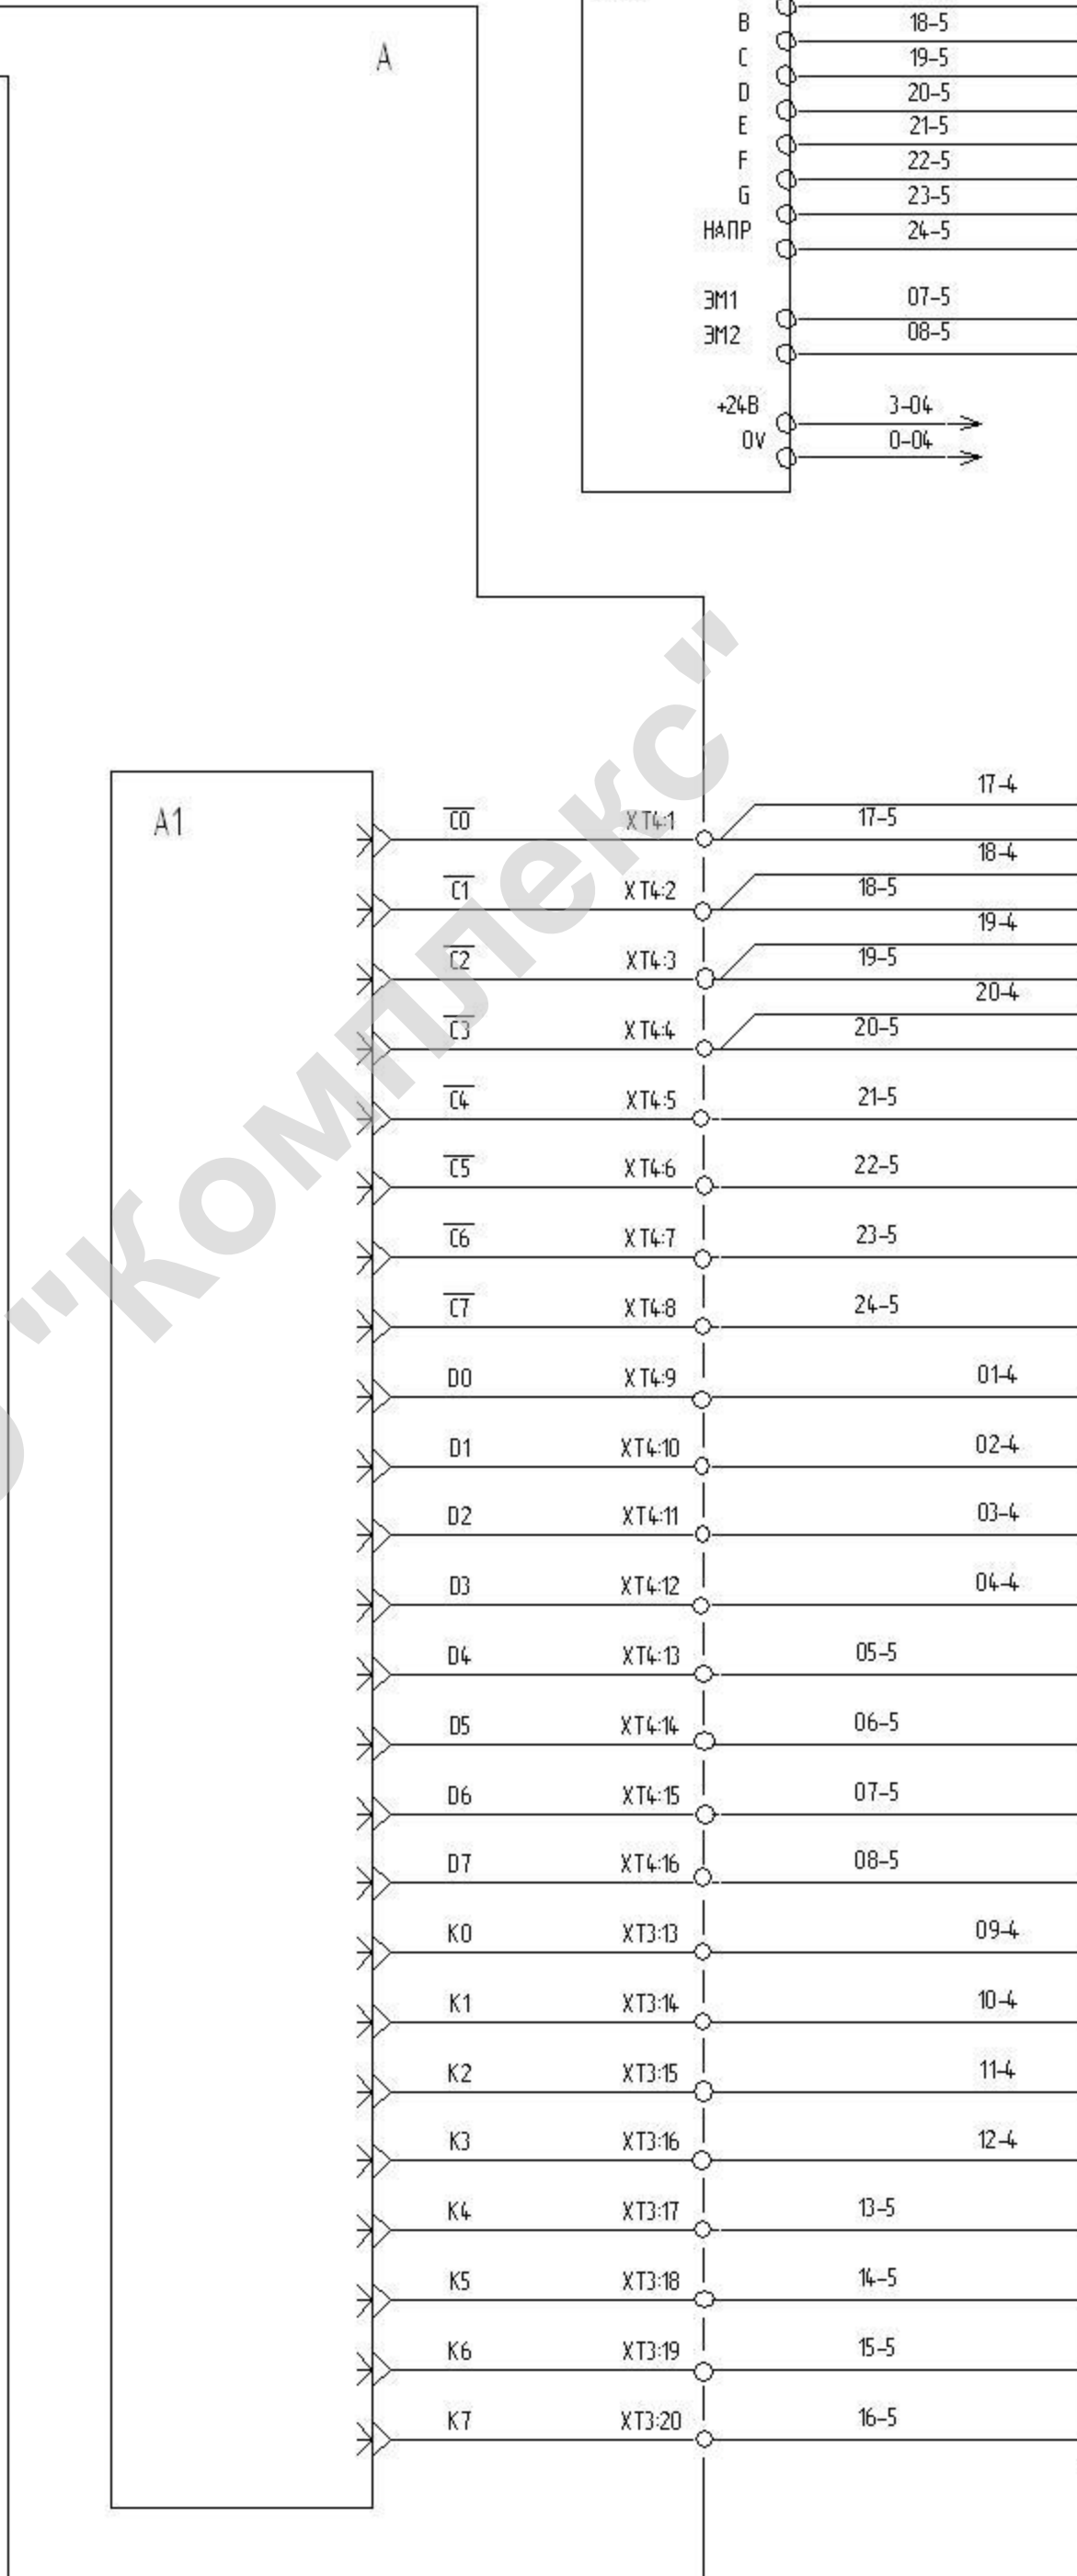 A
B 18-5
C 19-5
D 20-5
E 21-5
F 22-5
G 23-5
НАПР 24-5
ЭМ1 07-5
ЭМ2 08-5
+24В 3-04
0V 0-04
A1
17-4
C0 XT4:1 17-5
18-4
C1 XT4:2 18-5
19-4
C2 XT4:3 19-5
20-4
C3 XT4:4 20-5
C4 XT4:5 21-5
C5 XT4:6 22-5
C6 XT4:7 23-5
C7 XT4:8 24-5
D0 XT4:9 01-4
D1 XT4:10 02-4
D2 XT4:11 03-4
D3 XT4:12 04-4
D4 XT4:13 05-5
D5 XT4:14 06-5
D6 XT4:15 07-5
D7 XT4:16 08-5
K0 XT3:13 09-4
K1 XT3:14 10-4
K2 XT3:15 11-4
K3 XT3:16 12-4
K4 XT3:17 13-5
K5 XT3:18 14-5
K6 XT3:19 15-5
K7 XT3:20 16-5
"Комплекс"